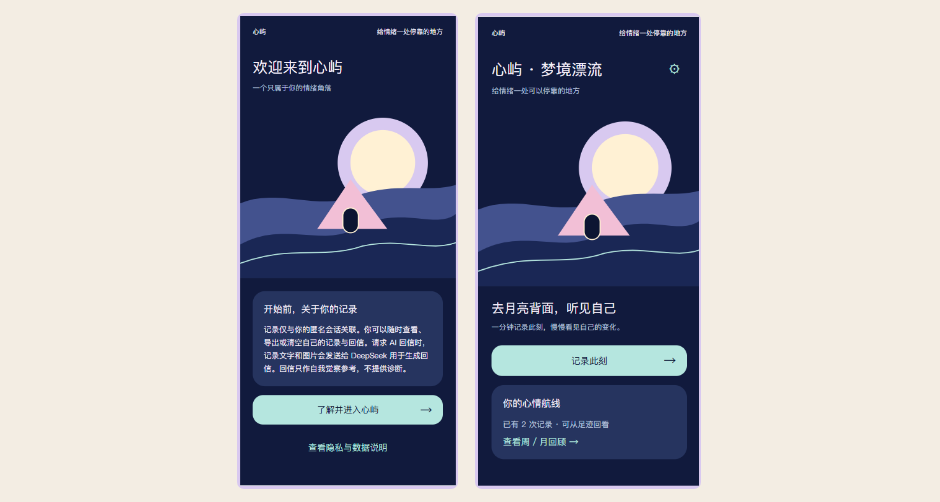 心屿
给情绪一处停靠的地方
欢迎来到心屿
一个只属于你的情绪角落
开始前，关于你的记录
记录仅与你的匿名会话关联。你可以随时查看、
导出或清空自己的记录与回信。请求 AI 回信时，
记录文字和图片会发送给 DeepSeek 用于生成回
信。回信只作自我觉察参考，不提供诊断。
了解并进入心屿 →
查看隐私与数据说明
心屿
给情绪一处停靠的地方
心屿 · 梦境漂流
给情绪一处可以停靠的地方
去月亮背面，听见自己
一分钟记录此刻，慢慢看见自己的变化。
记录此刻 →
你的心情航线
已有 2 次记录 · 可从足迹回看
查看周 / 月回顾 →